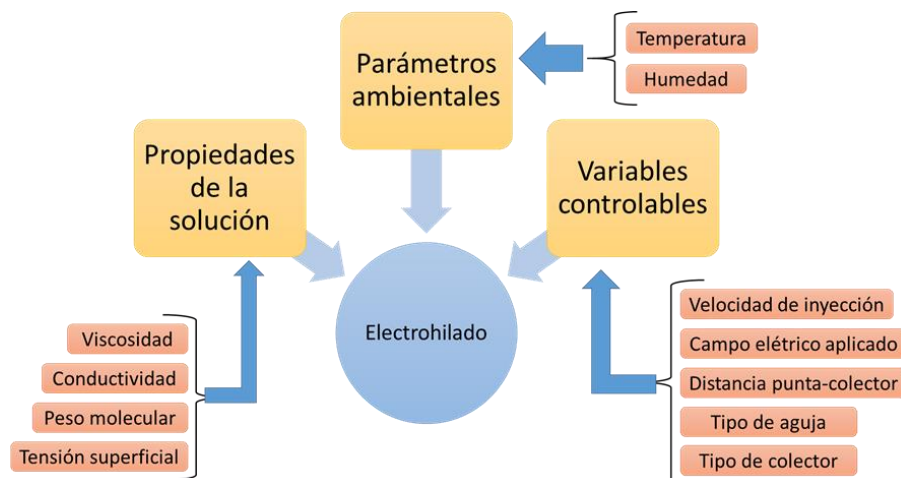 Parámetros
ambientales
Temperatura
Humedad
Propiedades
de la
solución
Variables
controlables
Electrohilado
Viscosidad
Conductividad
Peso molecular
Tensión superficial
Velocidad de inyección
Campo elétrico aplicado
Distancia punta-colector
Tipo de aguja
Tipo de colector